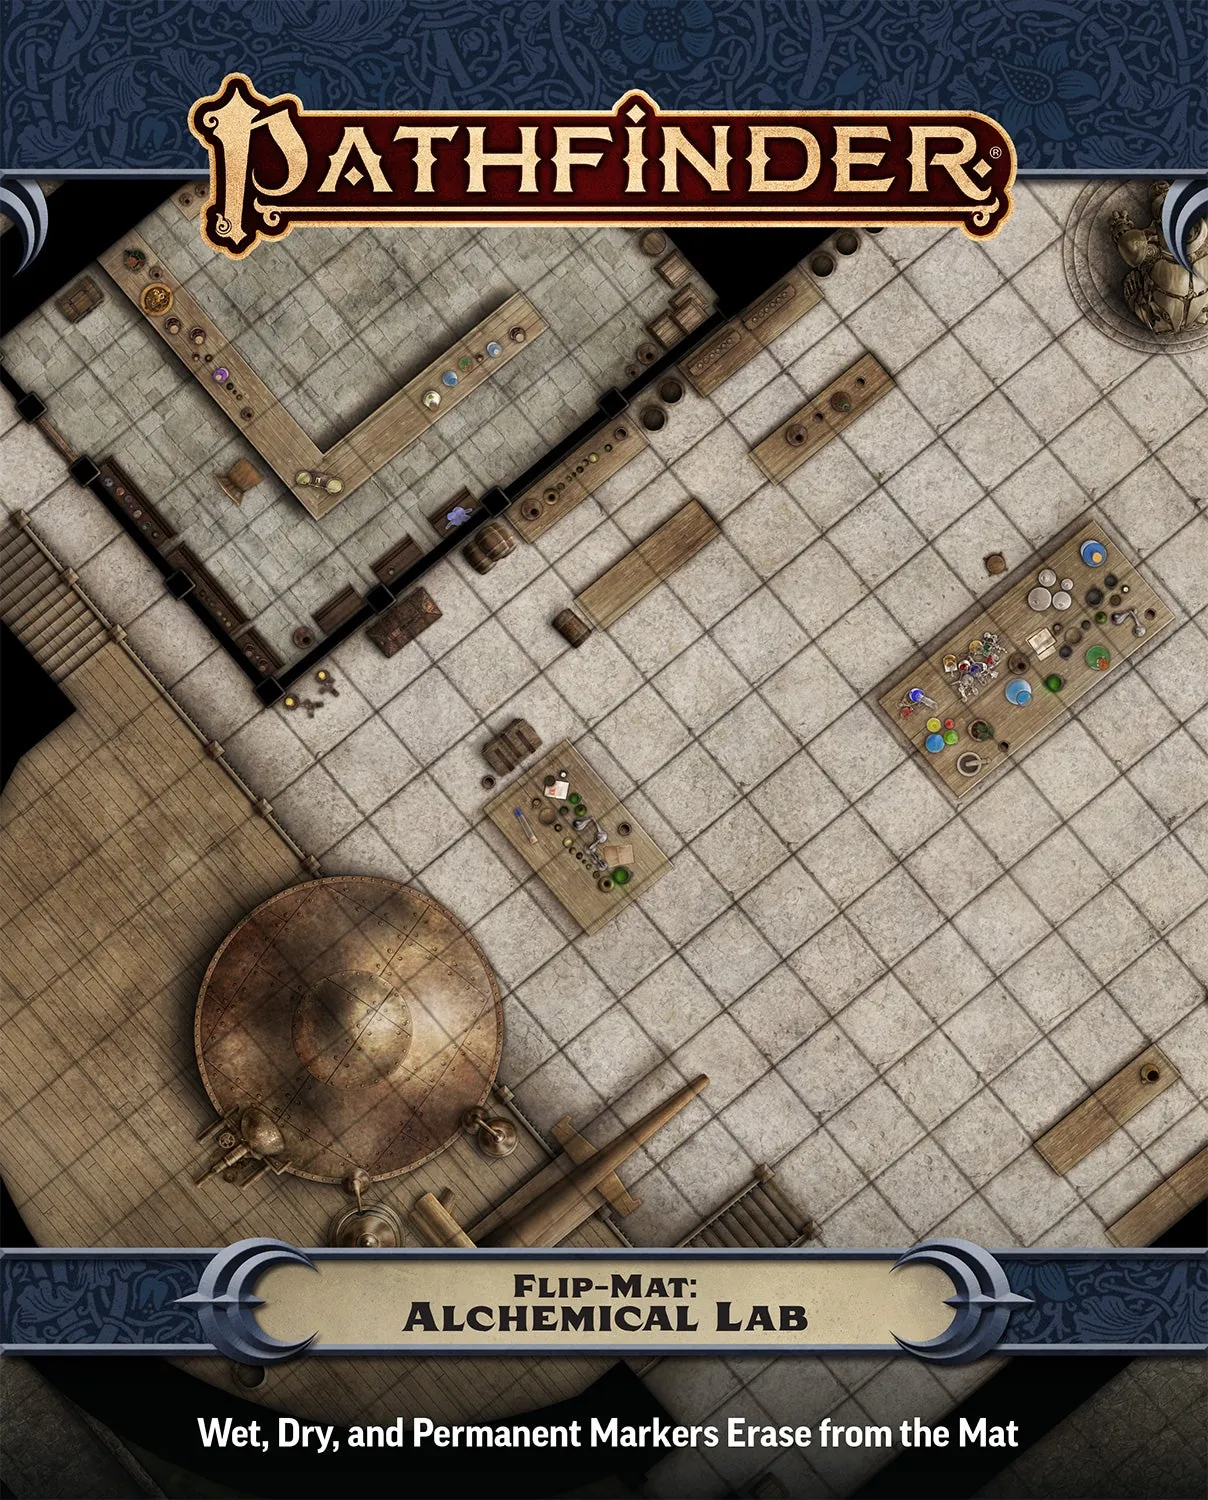 PATHFINDER®
FLIP-MAT:
ALCHEMICAL LAB
Wet, Dry, and Permanent Markers Erase from the Mat